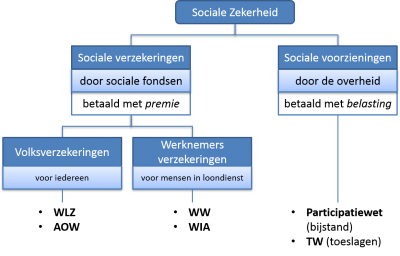 Sociale Zekerheid
Sociale verzekeringen
door sociale fondsen
betaald met premie
Sociale voorzieningen
door de overheid
betaald met belasting
Volksverzekeringen
voor iedereen
Werknemers
verzekeringen
voor mensen in loondienst
• WLZ
• AOW
• WW
• WIA
• Participatiewet
(bijstand)
• TW (toeslagen)